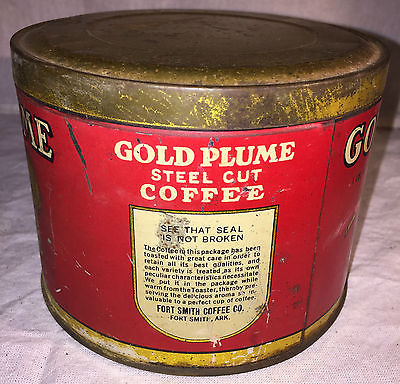 ME
GOLD PLUME
GO
STEEL CUT
COFFEE
SEE THAT SEAL
IS NOT BROKEN
The Coffee in this package has been
toasted with great care in order to
retain all its best qualities, and
each variety is treated as its own
peculiar characteristics necessitate.
We put it in the package while
warm from the Toaster, thereby pre-
serving the delicious aroma so in-
valuable to a perfect cup of coffee.
FORT SMITH COFFEE CO.
FORT SMITH, ARK.